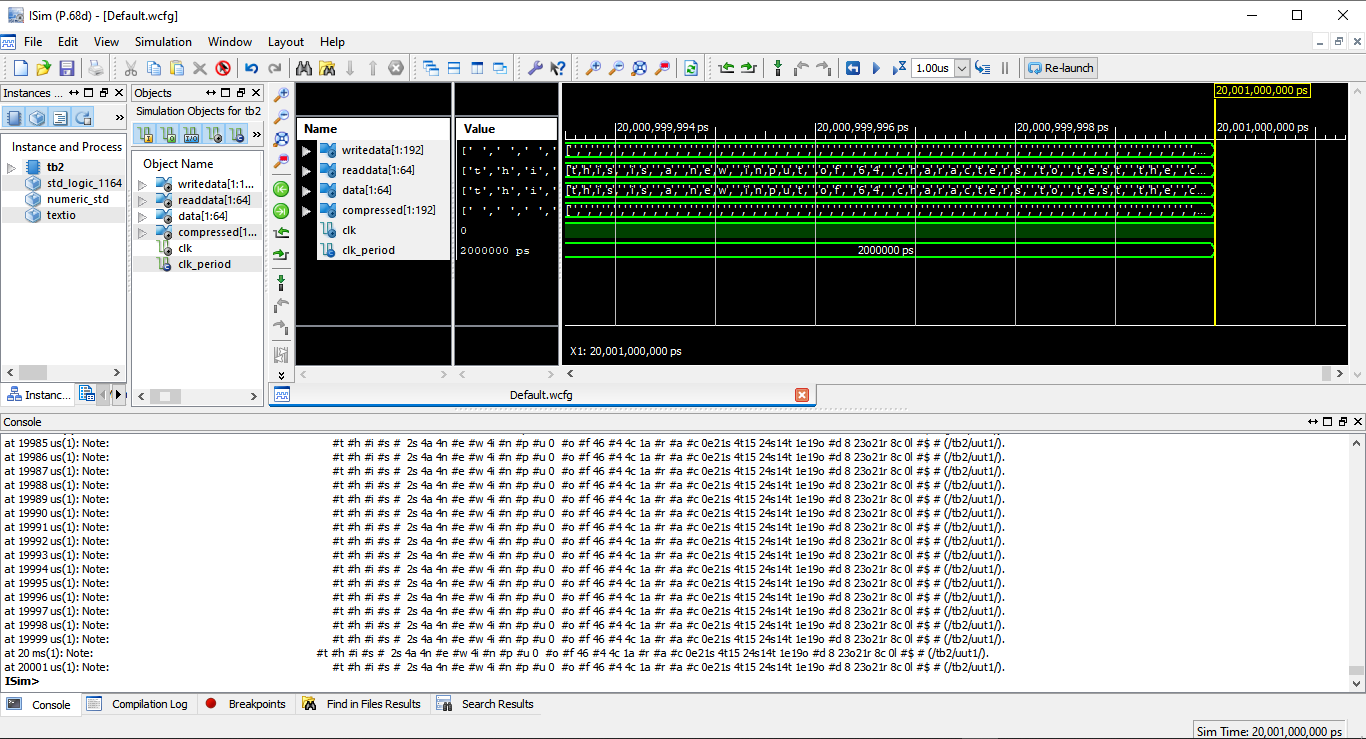 ISim (P.68d) - [Default.wcfg]
File Edit View Simulation Window Layout Help
1.00us Re-launch
Instances ...
Instance and Process
tb2
std_logic_1164
numeric_std
textio
Instanc...
Objects
Simulation Objects for tb2
Object Name
writedata[1:1...
readdata[1:64]
data[1:64]
compressed[1...
clk
clk_period
Name Value
writedata[1:192] [' ',' ',' ','
readdata[1:64] ['t','h','i',
data[1:64] ['t','h','i',
compressed[1:192] [' ',' ',' ','
clk 0
clk_period 2000000 ps
20,001,000,000 ps
20,000,999,994 ps 20,000,999,996 ps 20,000,999,998 ps 20,001,000,000 ps
['t','h','i','s',' ','i','s',' ','a',' ','n','e','w',' ','i','n','p','u','t',' ','o','f',' ','6','4',' ','c','h','a','r','a','c','t','e','r','s',' ','t','o',' ','t','e','s','t',' ','t','h','e',' ','c...
['t','h','i','s',' ','i','s',' ','a',' ','n','e','w',' ','i','n','p','u','t',' ','o','f',' ','6','4',' ','c','h','a','r','a','c','t','e','r','s',' ','t','o',' ','t','e','s','t',' ','t','h','e',' ','c...
2000000 ps
X1: 20,001,000,000 ps
Default.wcfg
Console
at 19985 us(1): Note: #t #h #i #s #  2s 4a 4n #e #w 4i #n #p #u 0  #o #f 46 #4 4c 1a #r #a #c 0e21s 4t15 24s14t 1e19o #d 8 23o21r 8c 0l #$ # (/tb2/uut1/).
at 19986 us(1): Note: #t #h #i #s #  2s 4a 4n #e #w 4i #n #p #u 0  #o #f 46 #4 4c 1a #r #a #c 0e21s 4t15 24s14t 1e19o #d 8 23o21r 8c 0l #$ # (/tb2/uut1/).
at 19987 us(1): Note: #t #h #i #s #  2s 4a 4n #e #w 4i #n #p #u 0  #o #f 46 #4 4c 1a #r #a #c 0e21s 4t15 24s14t 1e19o #d 8 23o21r 8c 0l #$ # (/tb2/uut1/).
at 19988 us(1): Note: #t #h #i #s #  2s 4a 4n #e #w 4i #n #p #u 0  #o #f 46 #4 4c 1a #r #a #c 0e21s 4t15 24s14t 1e19o #d 8 23o21r 8c 0l #$ # (/tb2/uut1/).
at 19989 us(1): Note: #t #h #i #s #  2s 4a 4n #e #w 4i #n #p #u 0  #o #f 46 #4 4c 1a #r #a #c 0e21s 4t15 24s14t 1e19o #d 8 23o21r 8c 0l #$ # (/tb2/uut1/).
at 19990 us(1): Note: #t #h #i #s #  2s 4a 4n #e #w 4i #n #p #u 0  #o #f 46 #4 4c 1a #r #a #c 0e21s 4t15 24s14t 1e19o #d 8 23o21r 8c 0l #$ # (/tb2/uut1/).
at 19991 us(1): Note: #t #h #i #s #  2s 4a 4n #e #w 4i #n #p #u 0  #o #f 46 #4 4c 1a #r #a #c 0e21s 4t15 24s14t 1e19o #d 8 23o21r 8c 0l #$ # (/tb2/uut1/).
at 19992 us(1): Note: #t #h #i #s #  2s 4a 4n #e #w 4i #n #p #u 0  #o #f 46 #4 4c 1a #r #a #c 0e21s 4t15 24s14t 1e19o #d 8 23o21r 8c 0l #$ # (/tb2/uut1/).
at 19993 us(1): Note: #t #h #i #s #  2s 4a 4n #e #w 4i #n #p #u 0  #o #f 46 #4 4c 1a #r #a #c 0e21s 4t15 24s14t 1e19o #d 8 23o21r 8c 0l #$ # (/tb2/uut1/).
at 19994 us(1): Note: #t #h #i #s #  2s 4a 4n #e #w 4i #n #p #u 0  #o #f 46 #4 4c 1a #r #a #c 0e21s 4t15 24s14t 1e19o #d 8 23o21r 8c 0l #$ # (/tb2/uut1/).
at 19995 us(1): Note: #t #h #i #s #  2s 4a 4n #e #w 4i #n #p #u 0  #o #f 46 #4 4c 1a #r #a #c 0e21s 4t15 24s14t 1e19o #d 8 23o21r 8c 0l #$ # (/tb2/uut1/).
at 19996 us(1): Note: #t #h #i #s #  2s 4a 4n #e #w 4i #n #p #u 0  #o #f 46 #4 4c 1a #r #a #c 0e21s 4t15 24s14t 1e19o #d 8 23o21r 8c 0l #$ # (/tb2/uut1/).
at 19997 us(1): Note: #t #h #i #s #  2s 4a 4n #e #w 4i #n #p #u 0  #o #f 46 #4 4c 1a #r #a #c 0e21s 4t15 24s14t 1e19o #d 8 23o21r 8c 0l #$ # (/tb2/uut1/).
at 19998 us(1): Note: #t #h #i #s #  2s 4a 4n #e #w 4i #n #p #u 0  #o #f 46 #4 4c 1a #r #a #c 0e21s 4t15 24s14t 1e19o #d 8 23o21r 8c 0l #$ # (/tb2/uut1/).
at 19999 us(1): Note: #t #h #i #s #  2s 4a 4n #e #w 4i #n #p #u 0  #o #f 46 #4 4c 1a #r #a #c 0e21s 4t15 24s14t 1e19o #d 8 23o21r 8c 0l #$ # (/tb2/uut1/).
at 20 ms(1): Note: #t #h #i #s #  2s 4a 4n #e #w 4i #n #p #u 0  #o #f 46 #4 4c 1a #r #a #c 0e21s 4t15 24s14t 1e19o #d 8 23o21r 8c 0l #$ # (/tb2/uut1/).
at 20001 us(1): Note: #t #h #i #s #  2s 4a 4n #e #w 4i #n #p #u 0  #o #f 46 #4 4c 1a #r #a #c 0e21s 4t15 24s14t 1e19o #d 8 23o21r 8c 0l #$ # (/tb2/uut1/).
ISim>
Console Compilation Log Breakpoints Find in Files Results Search Results
Sim Time: 20,001,000,000 ps